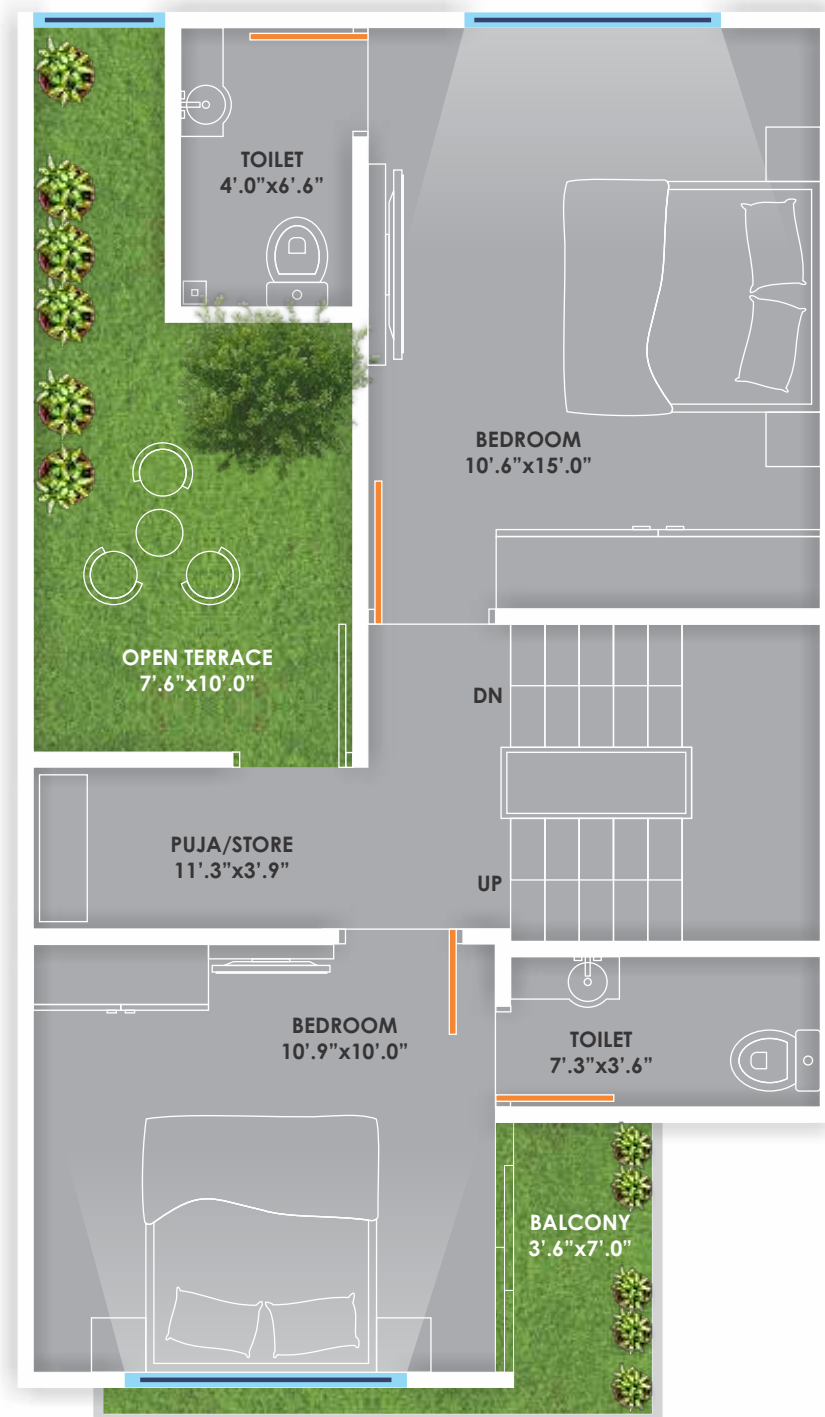 TOILET
4’.0”x6’.6”
BEDROOM
10’.6”x15’.0”
OPEN TERRACE
7’.6”x10’.0”
DN
PUJA/STORE
11’.3”x3’.9”
UP
BEDROOM
10’.9”x10’.0”
TOILET
7’.3”x3’.6”
BALCONY
3’.6”x7’.0”